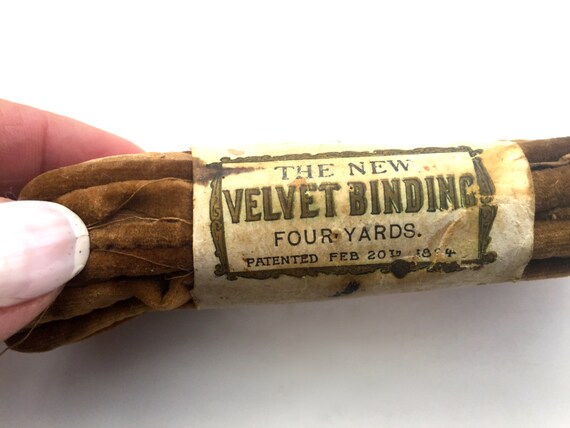 THE NEW
VELVET BINDING
FOUR YARDS.
PATENTED FEB 20TH